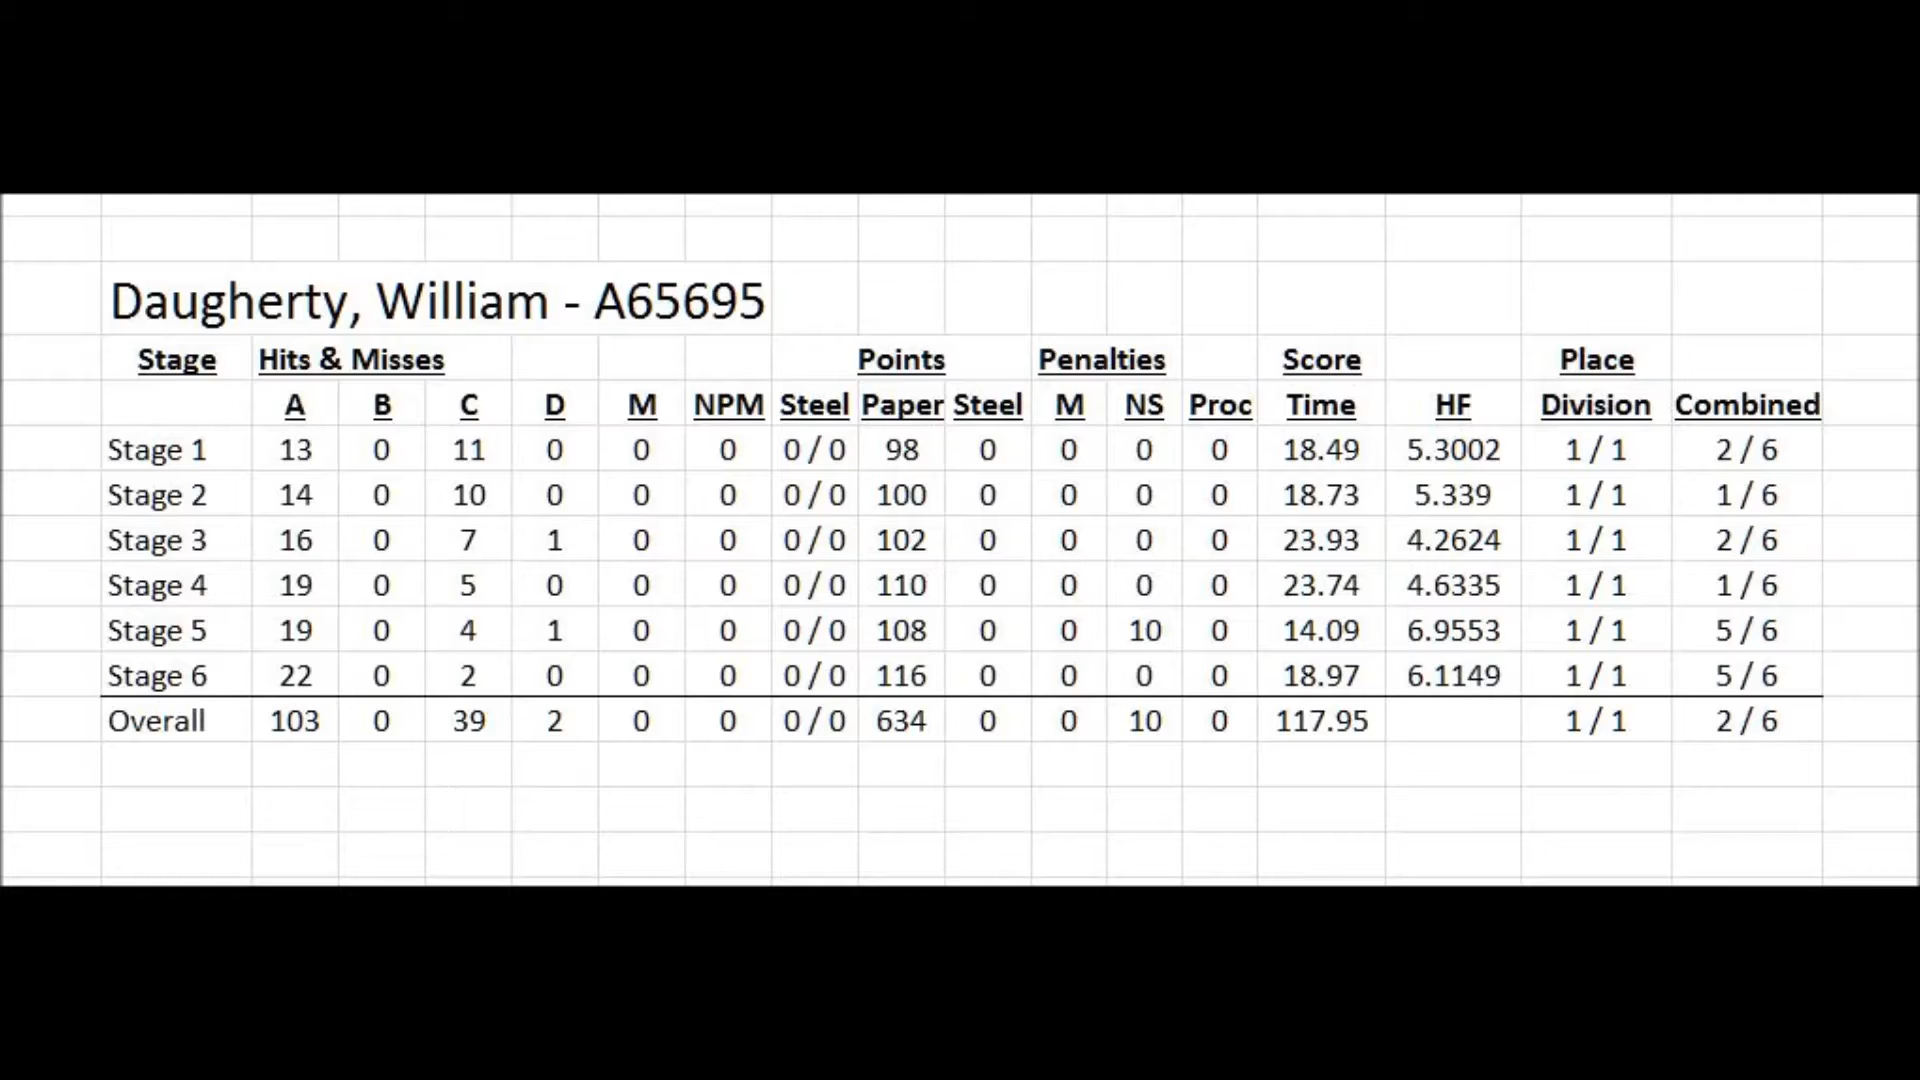 Daugherty, William - A65695
Stage Hits & Misses Points Penalties Score Place
A B C D M NPM Steel Paper Steel M NS Proc Time HF Division Combined
Stage 1 13 0 11 0 0 0 0 / 0 98 0 0 0 0 18.49 5.3002 1 / 1 2 / 6
Stage 2 14 0 10 0 0 0 0 / 0 100 0 0 0 0 18.73 5.339 1 / 1 1 / 6
Stage 3 16 0 7 1 0 0 0 / 0 102 0 0 0 0 23.93 4.2624 1 / 1 2 / 6
Stage 4 19 0 5 0 0 0 0 / 0 110 0 0 0 0 23.74 4.6335 1 / 1 1 / 6
Stage 5 19 0 4 1 0 0 0 / 0 108 0 0 10 0 14.09 6.9553 1 / 1 5 / 6
Stage 6 22 0 2 0 0 0 0 / 0 116 0 0 0 0 18.97 6.1149 1 / 1 5 / 6
Overall 103 0 39 2 0 0 0 / 0 634 0 0 10 0 117.95 1 / 1 2 / 6